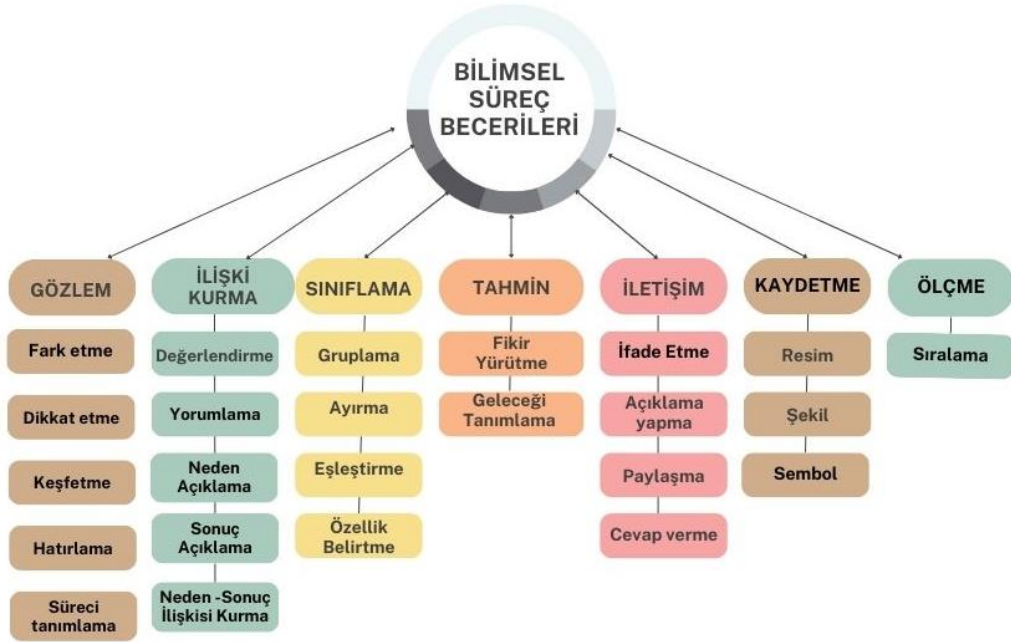 BİLİMSEL
SÜREÇ
BECERİLERİ
GÖZLEM
Fark etme
Dikkat etme
Keşfetme
Hatırlama
Süreci
tanımlama
İLİŞKİ
KURMA
Değerlendirme
Yorumlama
Neden
Açıklama
Sonuç
Açıklama
Neden -Sonuç
İlişkisi Kurma
SINIFLAMA
Gruplama
Ayırma
Eşleştirme
Özellik
Belirtme
TAHMİN
Fikir
Yürütme
Geleceği
Tanımlama
İLETİŞİM
İfade Etme
Açıklama
yapma
Paylaşma
Cevap verme
KAYDETME
Resim
Şekil
Sembol
ÖLÇME
Sıralama